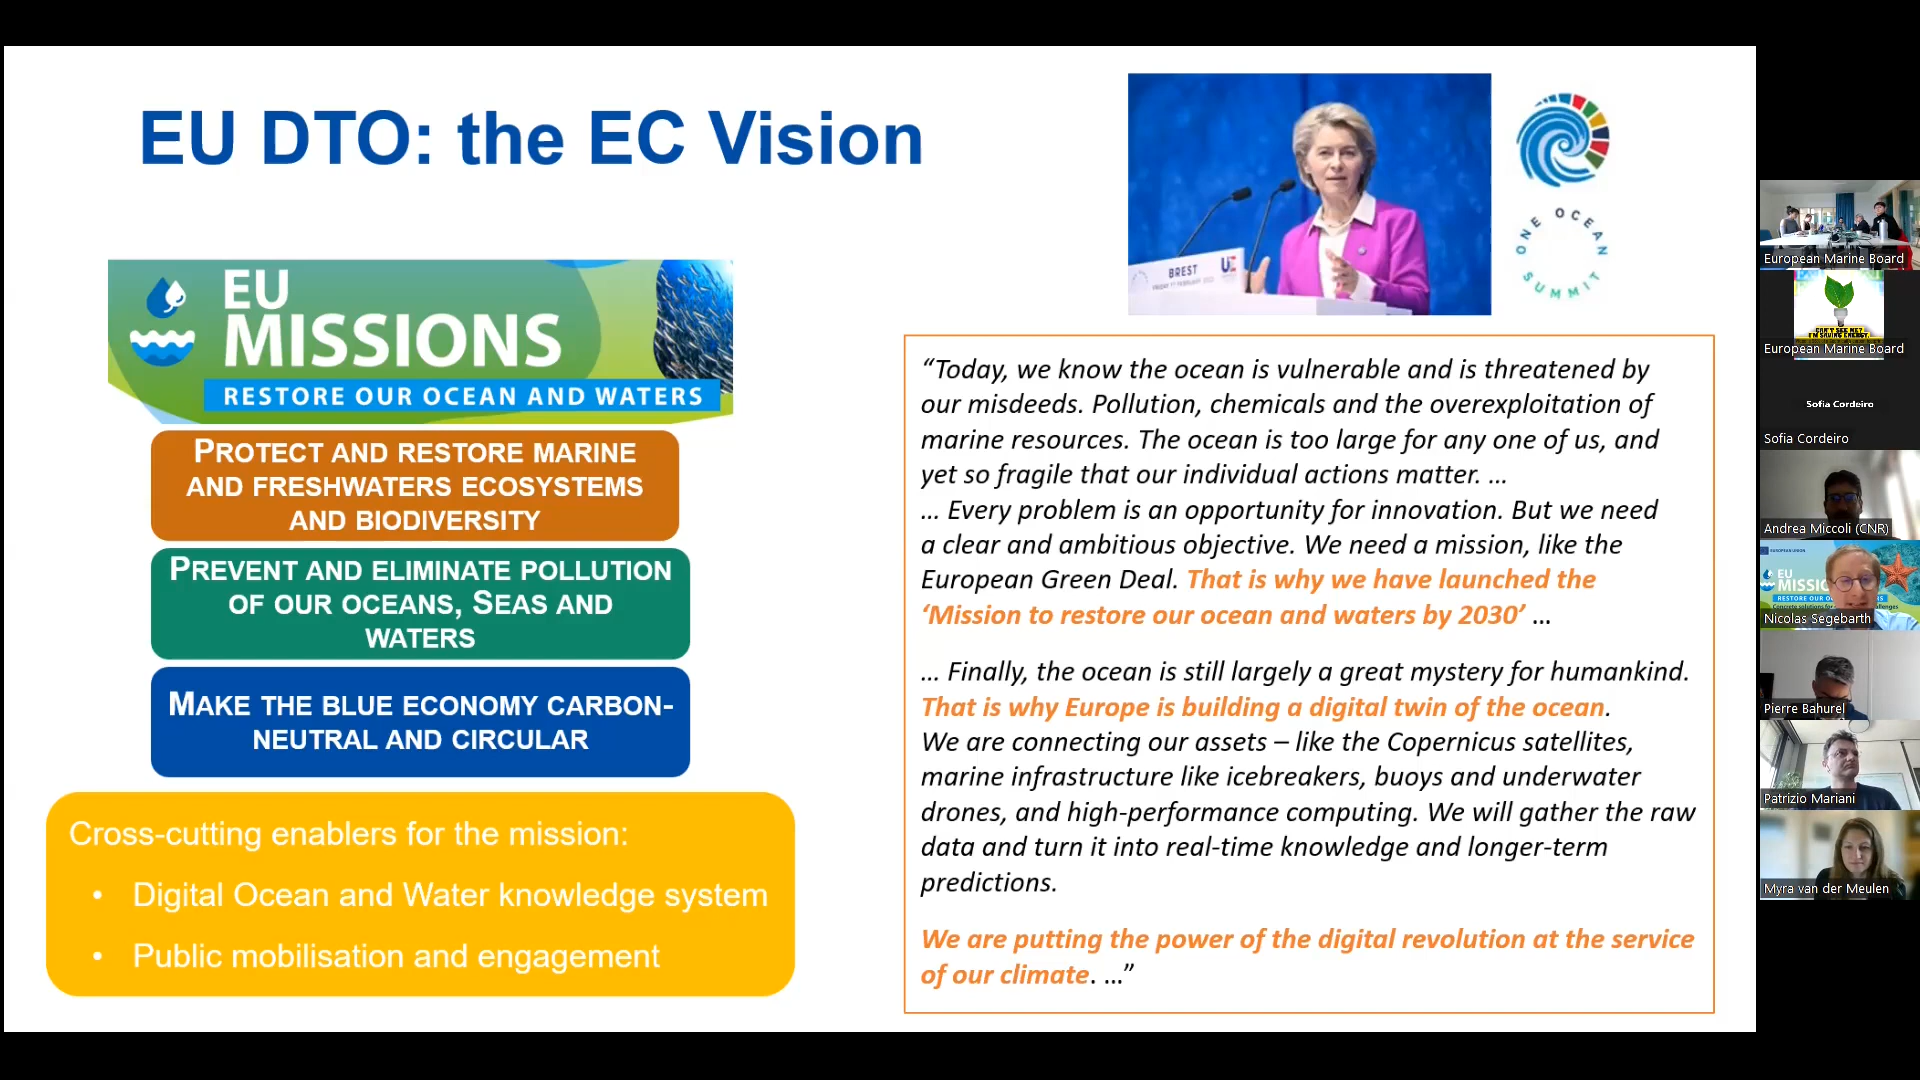 EU DTO: the EC Vision
BREST
ONE OCEAN
SUMMIT
EU
MISSIONS
RESTORE OUR OCEAN AND WATERS
PROTECT AND RESTORE MARINE
AND FRESHWATERS ECOSYSTEMS
AND BIODIVERSITY
PREVENT AND ELIMINATE POLLUTION
OF OUR OCEANS, SEAS AND
WATERS
MAKE THE BLUE ECONOMY CARBON-
NEUTRAL AND CIRCULAR
Cross-cutting enablers for the mission:
• Digital Ocean and Water knowledge system
• Public mobilisation and engagement
“Today, we know the ocean is vulnerable and is threatened by
our misdeeds. Pollution, chemicals and the overexploitation of
marine resources. The ocean is too large for any one of us, and
yet so fragile that our individual actions matter. ...
... Every problem is an opportunity for innovation. But we need
a clear and ambitious objective. We need a mission, like the
European Green Deal. That is why we have launched the
‘Mission to restore our ocean and waters by 2030’ ...
... Finally, the ocean is still largely a great mystery for humankind.
That is why Europe is building a digital twin of the ocean.
We are connecting our assets – like the Copernicus satellites,
marine infrastructure like icebreakers, buoys and underwater
drones, and high-performance computing. We will gather the raw
data and turn it into real-time knowledge and longer-term
predictions.
We are putting the power of the digital revolution at the service
of our climate. ...”
European Marine Board
European Marine Board
Sofia Cordeiro
Sofia Cordeiro
Andrea Miccoli (CNR)
EU
RESTORE OUR
Nicolas Segebarth
Pierre Bahurel
Patrizio Mariani
Myra van der Meulen